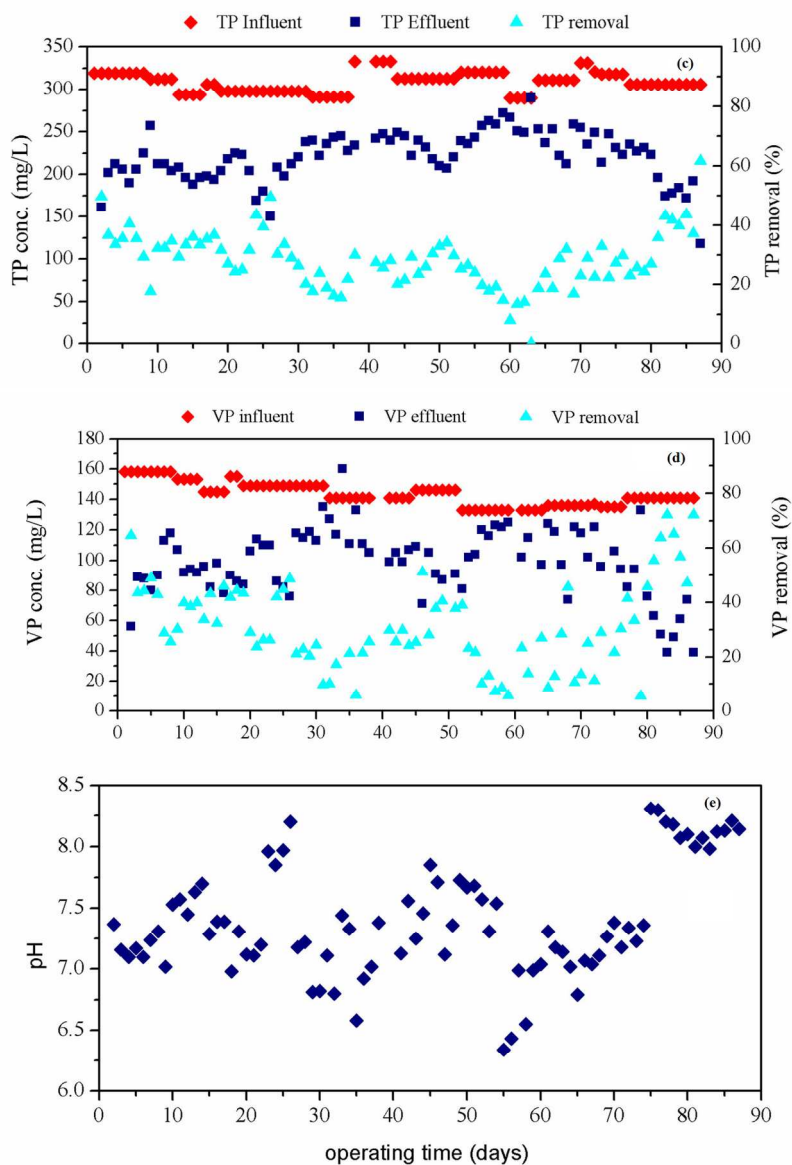 TP Influent TP Effluent TP removal
(c)
TP conc. (mg/L)
350
300
250
200
150
100
50
0
TP removal (%)
100
80
60
40
20
0
0 10 20 30 40 50 60 70 80 90
VP influent VP effluent VP removal
(d)
VP conc. (mg/L)
180
160
140
120
100
80
60
40
20
0
VP removal (%)
100
80
60
40
20
0
0 10 20 30 40 50 60 70 80 90
(e)
pH
8.5
8.0
7.5
7.0
6.5
6.0
0 10 20 30 40 50 60 70 80 90
operating time (days)